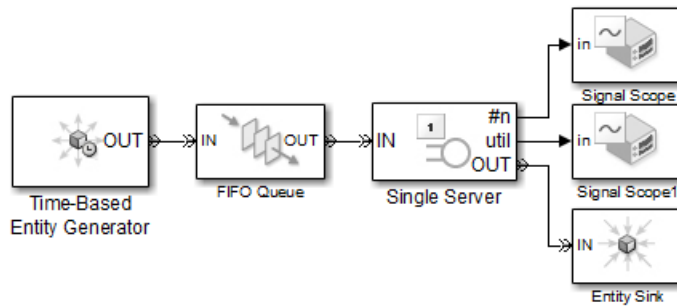 OUT
Time-Based
Entity Generator
IN
OUT
FIFO Queue
IN
1
#n
util
OUT
Single Server
in
Signal Scope
in
Signal Scope1
IN
Entity Sink